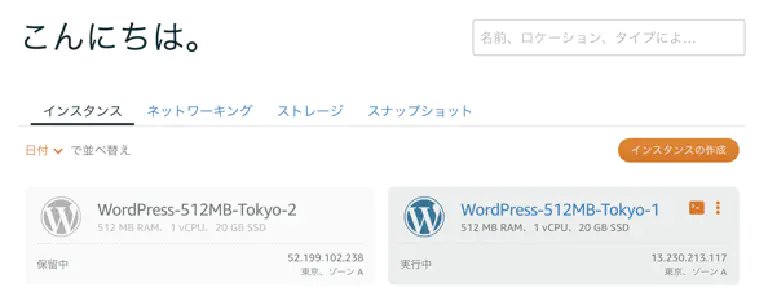 こんにちは。
名前、ロケーション、タイプによ...
インスタンス ネットワーキング ストレージ スナップショット
日付 で並べ替え
インスタンスの作成
WordPress-512MB-Tokyo-2
512 MB RAM、1 vCPU、20 GB SSD
保留中
52.199.102.238
東京、ゾーン A
WordPress-512MB-Tokyo-1
512 MB RAM、1 vCPU、20 GB SSD
実行中
13.230.213.117
東京、ゾーン A